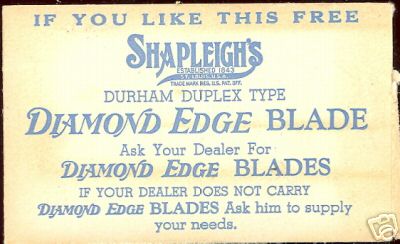 IF YOU LIKE THIS FREE
SHAPLEIGH'S
ESTABLISHED 1843
ST. LOUIS, U.S.A.
TRADE MARK REG. U.S. PAT. OFF.
DURHAM DUPLEX TYPE
DIAMOND EDGE BLADE
Ask Your Dealer For
DIAMOND EDGE BLADES
IF YOUR DEALER DOES NOT CARRY
DIAMOND EDGE BLADES Ask him to supply
your needs.